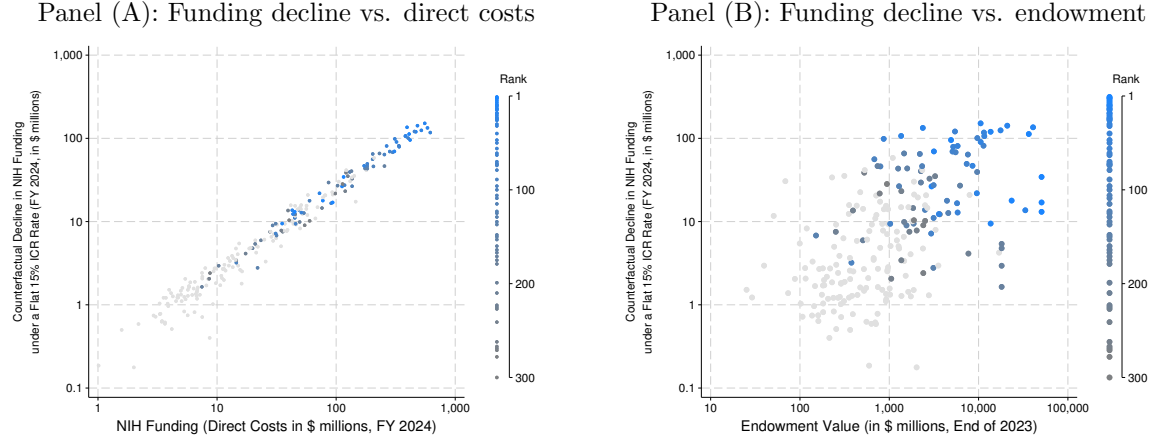 Panel (A): Funding decline vs. direct costs
Counterfactual Decline in NIH Funding
under a Flat 15% ICR Rate (FY 2024, in $ millions)
1,000
100
10
1
0.1
1
10
100
1,000
NIH Funding (Direct Costs in $ millions, FY 2024)
Rank
1
100
200
300
Panel (B): Funding decline vs. endowment
Counterfactual Decline in NIH Funding
under a Flat 15% ICR Rate (FY 2024, in $ millions)
1,000
100
10
1
0.1
10
100
1,000
10,000
100,000
Endowment Value (in $ millions, End of 2023)
Rank
1
100
200
300